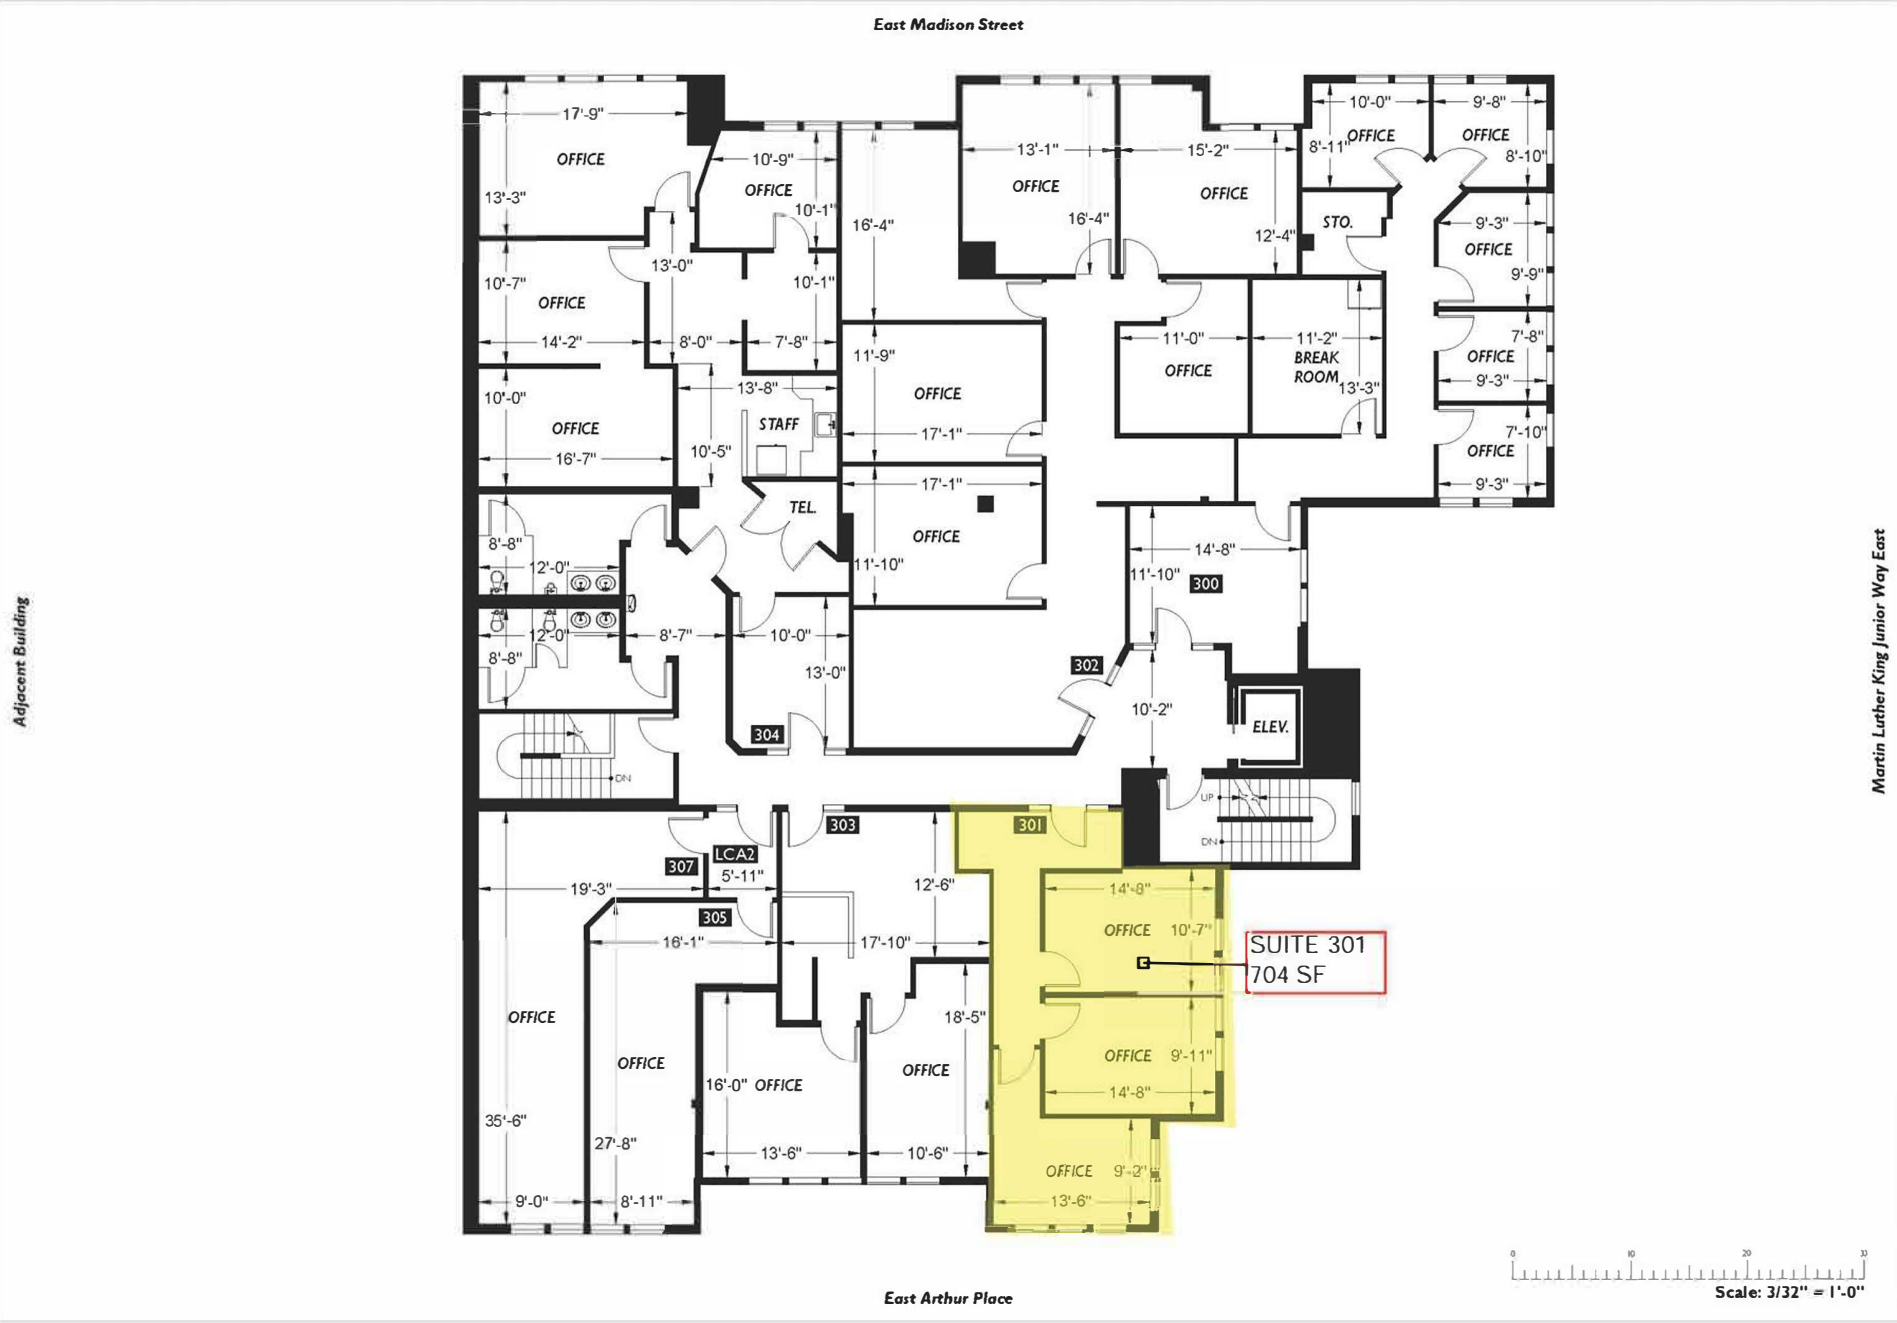 East Madison Street
17'-9"
OFFICE
13'-3"
10'-9"
OFFICE
10'-1"
16'-4"
13'-1"
OFFICE
16'-4"
15'-2"
OFFICE
12'-4"
10'-0"
OFFICE
8'-11"
9'-8"
OFFICE
8'-10"
STO.
9'-3"
OFFICE
9'-9"
13'-0"
10'-7"
OFFICE
14'-2"
8'-0"
10'-1"
7'-8"
11'-9"
OFFICE
17'-1"
11'-0"
OFFICE
11'-2"
BREAK
ROOM
13'-3"
7'-8"
OFFICE
9'-3"
7'-10"
OFFICE
9'-3"
10'-0"
OFFICE
16'-7"
13'-8"
STAFF
10'-5"
TEL.
17'-1"
OFFICE
11'-10"
14'-8"
11'-10"
300
8'-8"
12'-0"
12'-0"
8'-8"
8'-7"
10'-0"
13'-0"
304
302
10'-2"
ELEV.
DN
UP
DN
Adjacent Building
Martin Luther King Junior Way East
303
301
LCA2
307
5'-11"
19'-3"
305
16'-1"
12'-6"
17'-10"
14'-8"
OFFICE
10'-7"
SUITE 301
704 SF
OFFICE
35'-6"
9'-0"
OFFICE
27'-8"
8'-11"
16'-0"
OFFICE
13'-6"
18'-5"
OFFICE
10'-6"
OFFICE
9'-11"
14'-8"
OFFICE
9'-2"
13'-6"
0
10
20
Scale: 3/32" = 1'-0"
East Arthur Place